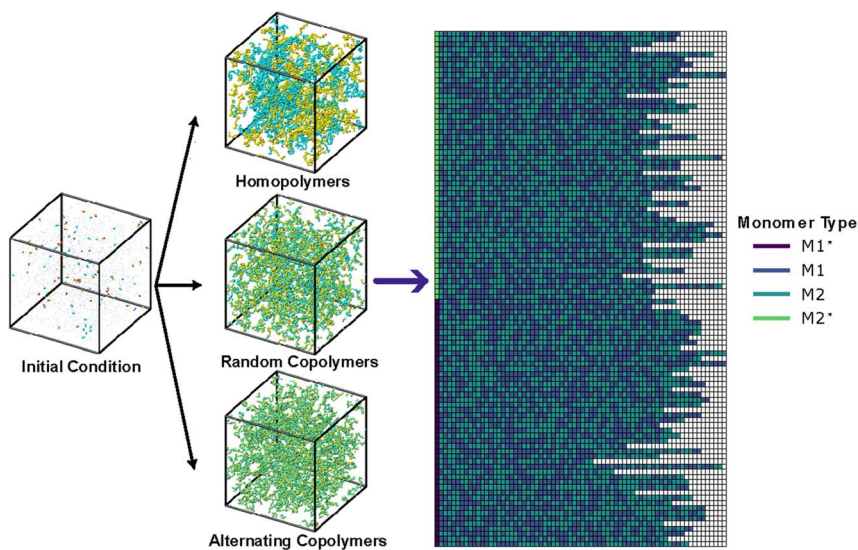 Homopolymers
Initial Condition
Random Copolymers
Alternating Copolymers
Monomer Type
M1*
M1
M2
M2*